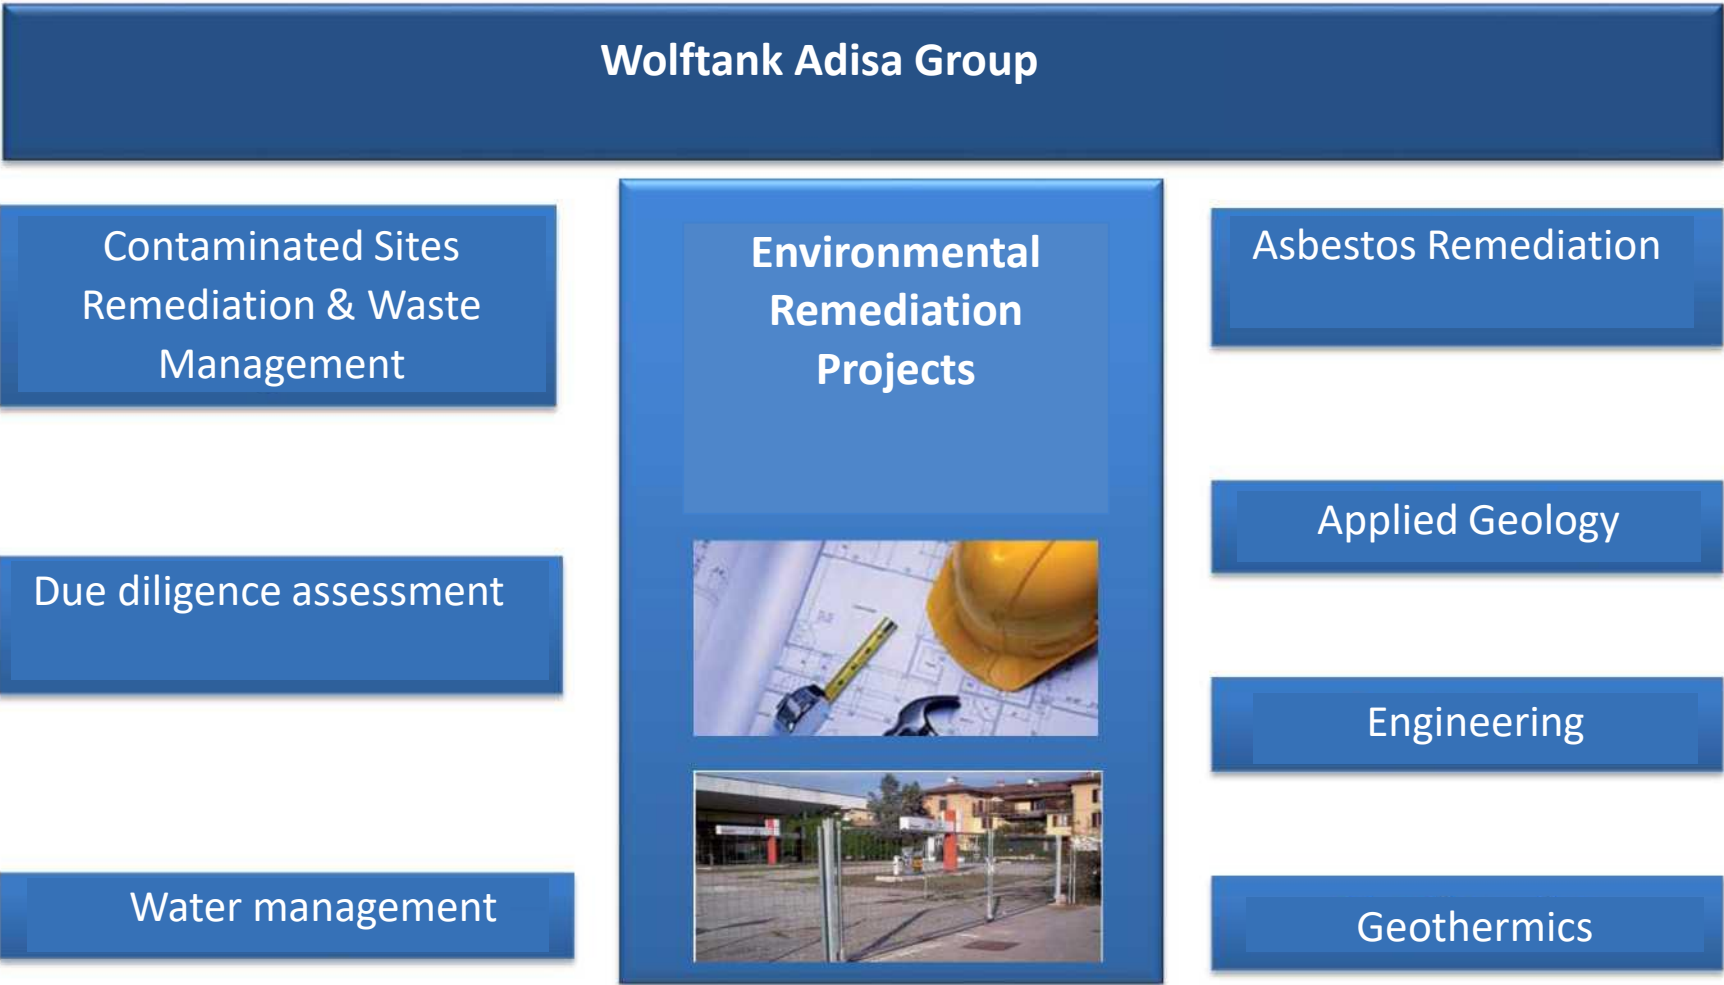 Wolftank Adisa Group
Contaminated Sites
Remediation & Waste
Management
Due diligence assessment
Water management
Environmental
Remediation
Projects
Asbestos Remediation
Applied Geology
Engineering
Geothermics